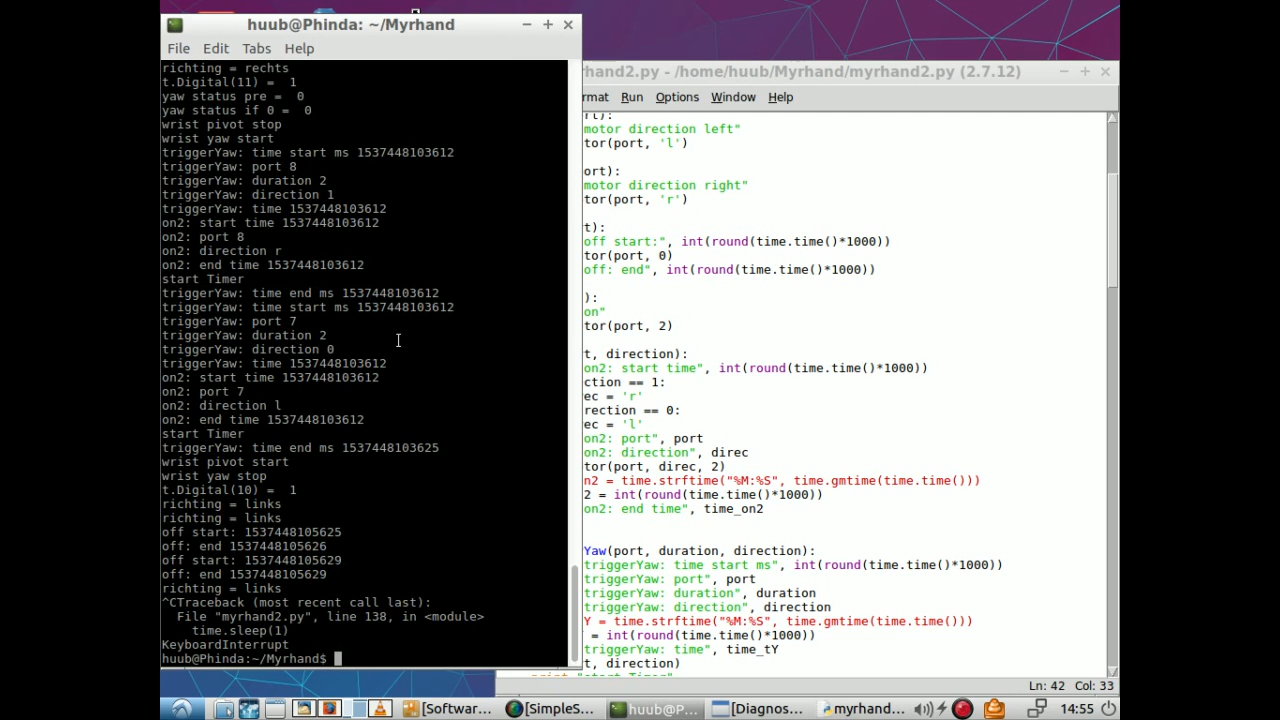 huub@Phinda: ~/Myrhand
File Edit Tabs Help
richting = rechts
t.Digital(11) =  1
yaw status pre =  0
yaw status if 0 =  0
wrist pivot stop
wrist yaw start
triggerYaw: time start ms 1537448103612
triggerYaw: port 8
triggerYaw: duration 2
triggerYaw: direction 1
triggerYaw: time 1537448103612
on2: start time 1537448103612
on2: port 8
on2: direction r
on2: end time 1537448103612
start Timer
triggerYaw: time end ms 1537448103612
triggerYaw: time start ms 1537448103612
triggerYaw: port 7
triggerYaw: duration 2
triggerYaw: direction 0
triggerYaw: time 1537448103612
on2: start time 1537448103612
on2: port 7
on2: direction l
on2: end time 1537448103612
start Timer
triggerYaw: time end ms 1537448103625
wrist pivot start
wrist yaw stop
t.Digital(10) =  1
richting = links
richting = links
off start: 1537448105625
off: end 1537448105626
off start: 1537448105629
off: end 1537448105629
richting = links
^CTraceback (most recent call last):
  File "myrhand2.py", line 138, in <module>
    time.sleep(1)
KeyboardInterrupt
huub@Phinda:~/Myrhand$
rhand2.py - /home/huub/Myrhand/myrhand2.py (2.7.12)
rmat Run Options Window Help
rt):
motor direction left"
tor(port, 'l')
ort):
motor direction right"
tor(port, 'r')
t):
off start:", int(round(time.time()*1000))
tor(port, 0)
off: end", int(round(time.time()*1000))
):
on"
tor(port, 2)
t, direction):
on2: start time", int(round(time.time()*1000))
ction == 1:
ec = 'r'
rection == 0:
ec = 'l'
on2: port", port
on2: direction", direc
tor(port, direc, 2)
n2 = time.strftime("%M:%S", time.gmtime(time.time()))
2 = int(round(time.time()*1000))
on2: end time", time_on2
Yaw(port, duration, direction):
triggerYaw: time start ms", int(round(time.time()*1000))
triggerYaw: port", port
triggerYaw: duration", duration
triggerYaw: direction", direction
Y = time.strftime("%M:%S", time.gmtime(time.time()))
= int(round(time.time()*1000))
triggerYaw: time", time_tY
t, direction)
print "start Timer"
Ln: 42 Col: 33
[Softwar... [SimpleS... huub@P... [Diagnos... myrhand... 14:55